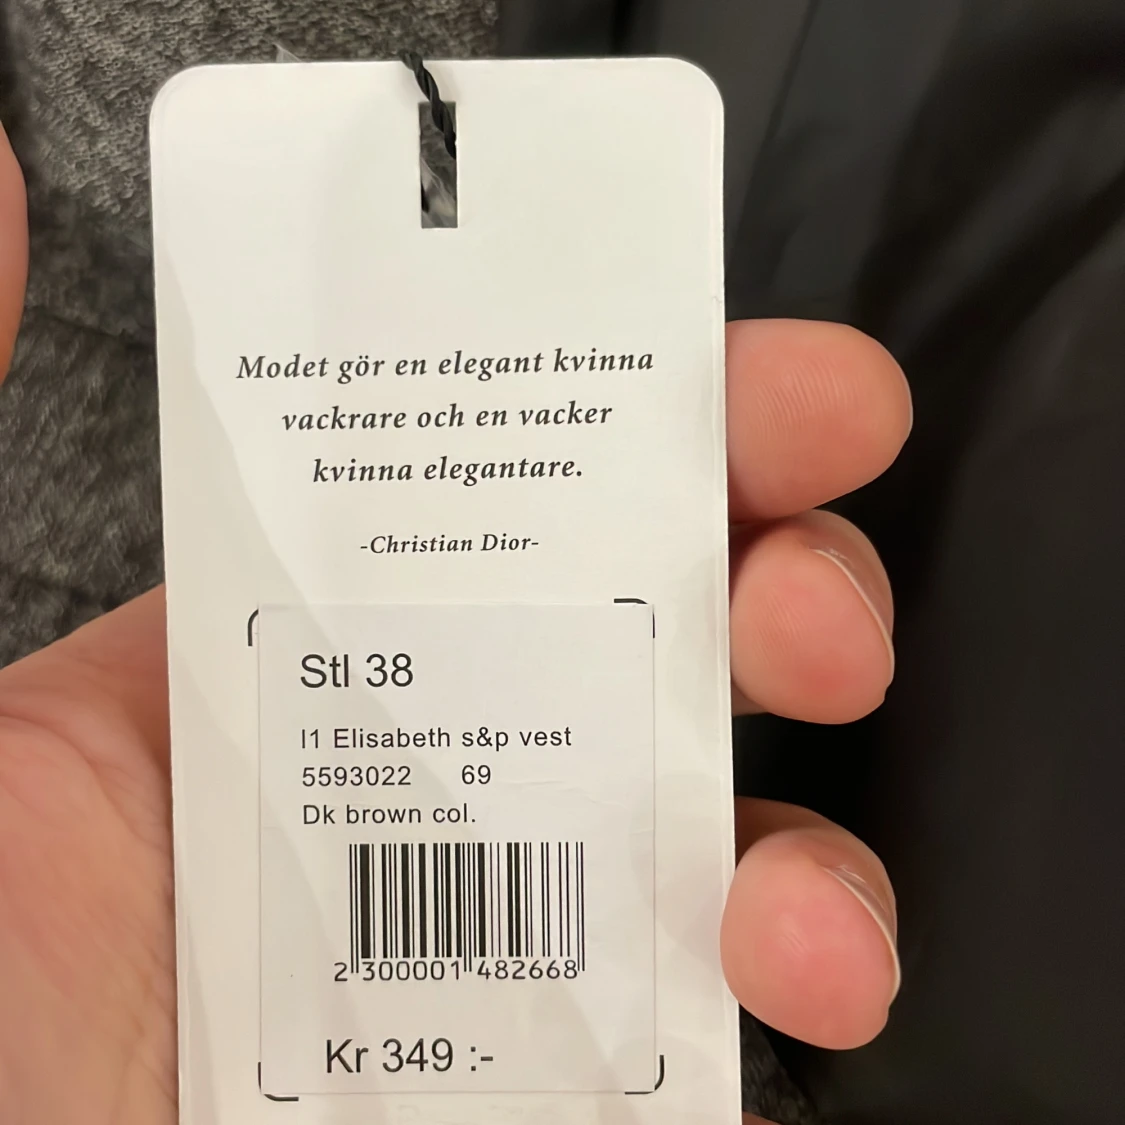 Modet gör en elegant kvinna
vackrare och en vacker
kvinna elegantare.
-Christian Dior-
Stl 38
l1 Elisabeth s&p vest
5593022 69
Dk brown col.
2 300001 482668
Kr 349 :-